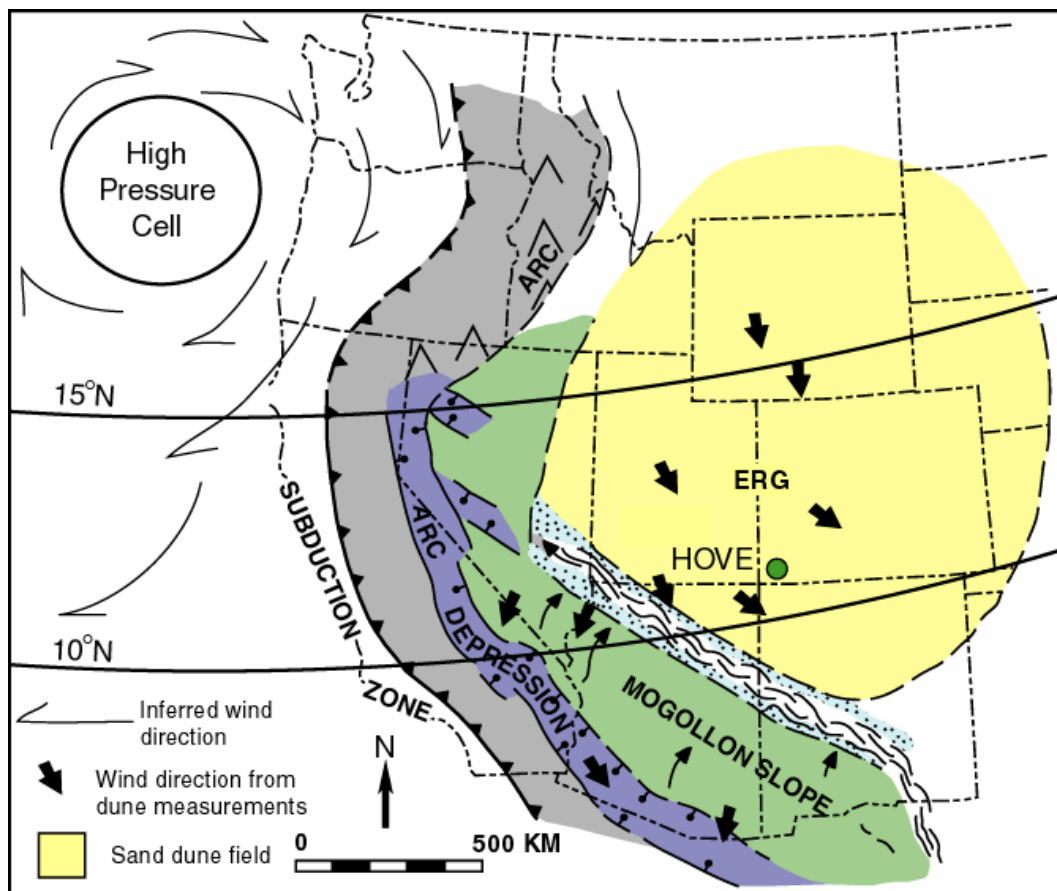 High
Pressure
Cell
ARC
15°N
ERG
SUBDUCTION
ARC
HOVE
10°N
DEPRESSION
ZONE
MOGOLLON SLOPE
Inferred wind
direction
N
Wind direction from
dune measurements
0 500 KM
Sand dune field